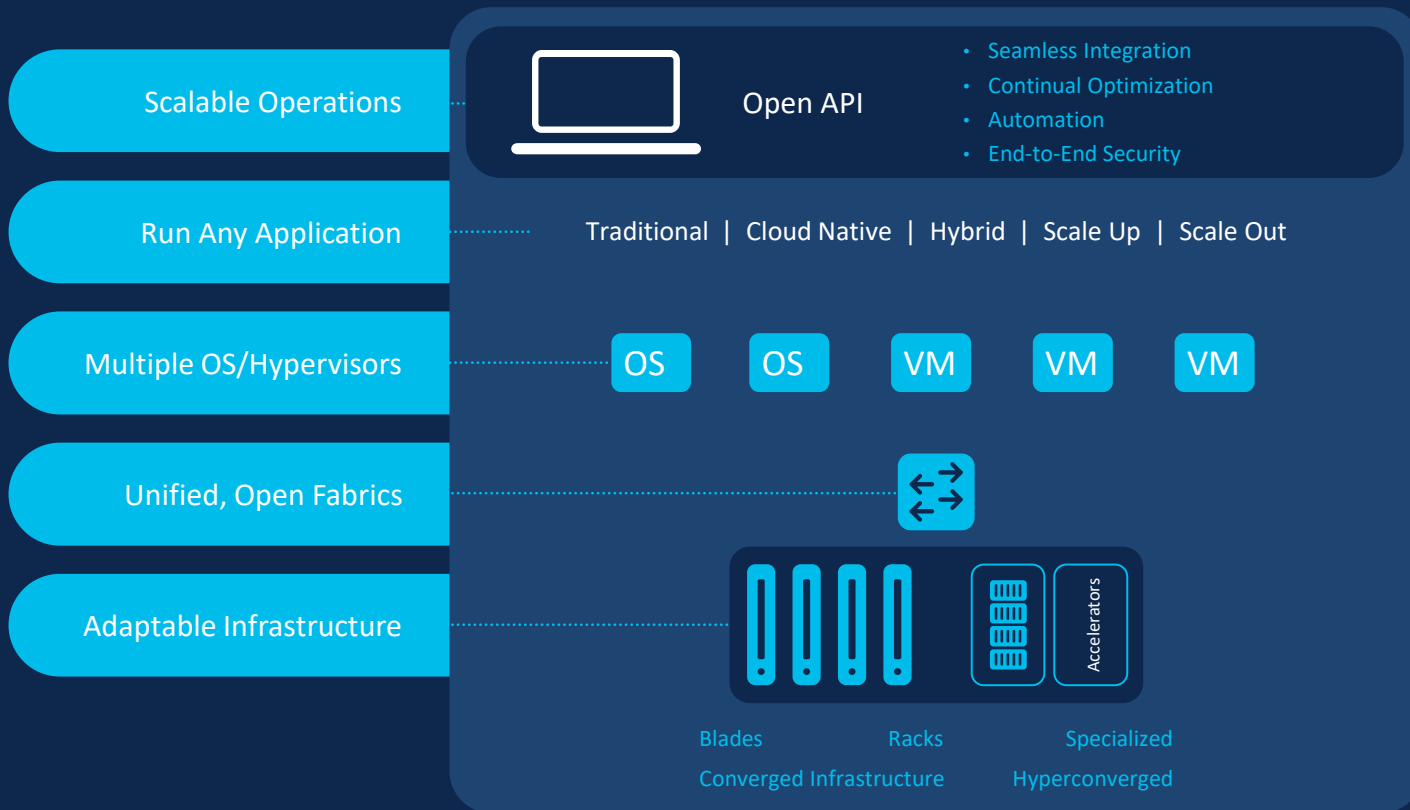 Scalable Operations
Open API
• Seamless Integration
• Continual Optimization
• Automation
• End-to-End Security
Run Any Application
Traditional | Cloud Native | Hybrid | Scale Up | Scale Out
Multiple OS/Hypervisors
OS OS VM VM VM
Unified, Open Fabrics
Adaptable Infrastructure
Accelerators
Blades Racks Specialized
Converged Infrastructure Hyperconverged